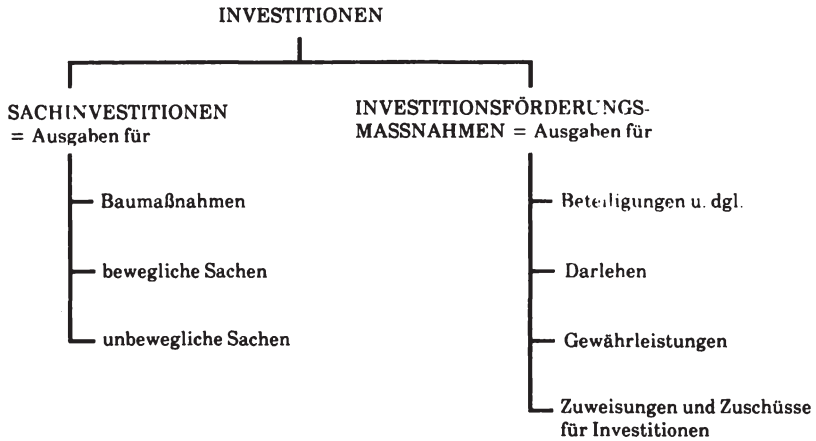 INVESTITIONEN
SACHINVESTITIONEN
= Ausgaben für
Baumaßnahmen
bewegliche Sachen
unbewegliche Sachen
INVESTITIONSFÖRDERUNGS-
MASSNAHMEN = Ausgaben für
Beteiligungen u. dgl.
Darlehen
Gewährleistungen
Zuweisungen und Zuschüsse
für Investitionen